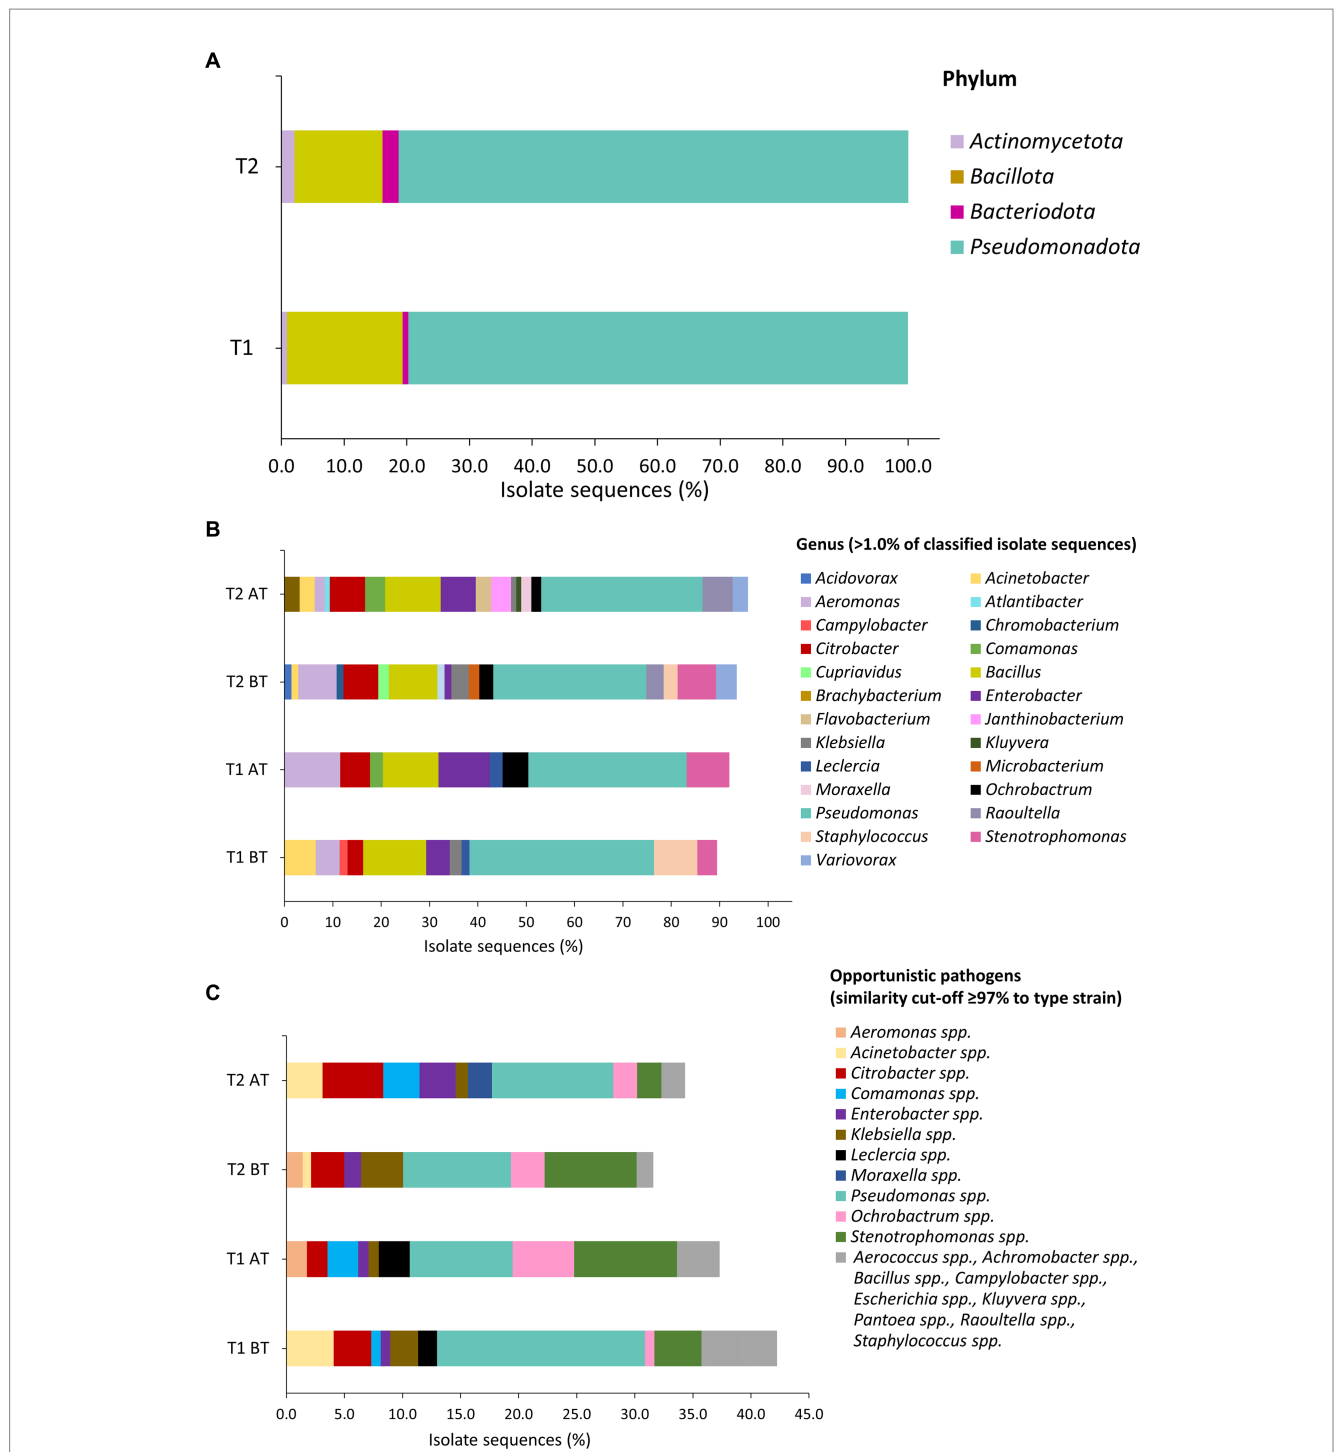 A
Phylum
Actinomycetota
Bacillota
Bacteriodota
Pseudomonadota
T2
T1
0.0 10.0 20.0 30.0 40.0 50.0 60.0 70.0 80.0 90.0 100.0
Isolate sequences (%)
B
Genus (>1.0% of classified isolate sequences)
Acidovorax Acinetobacter
Aeromonas Atlantibacter
Campylobacter Chromobacterium
Citrobacter Comamonas
Cupriavidus Bacillus
Brachybacterium Enterobacter
Flavobacterium Janthinobacterium
Klebsiella Kluyvera
Leclercia Microbacterium
Moraxella Ochrobactrum
Pseudomonas Raoultella
Staphylococcus Stenotrophomonas
Variovorax
T2 AT
T2 BT
T1 AT
T1 BT
0 10 20 30 40 50 60 70 80 90 100
Isolate sequences (%)
C
Opportunistic pathogens
(similarity cut-off ≥97% to type strain)
Aeromonas spp.
Acinetobacter spp.
Citrobacter spp.
Comamonas spp.
Enterobacter spp.
Klebsiella spp.
Leclercia spp.
Moraxella spp.
Pseudomonas spp.
Ochrobactrum spp.
Stenotrophomonas spp.
Aerococcus spp., Achromobacter spp.,
Bacillus spp., Campylobacter spp.,
Escherichia spp., Kluyvera spp.,
Pantoea spp., Raoultella spp.,
Staphylococcus spp.
T2 AT
T2 BT
T1 AT
T1 BT
0.0 5.0 10.0 15.0 20.0 25.0 30.0 35.0 40.0 45.0
Isolate sequences (%)